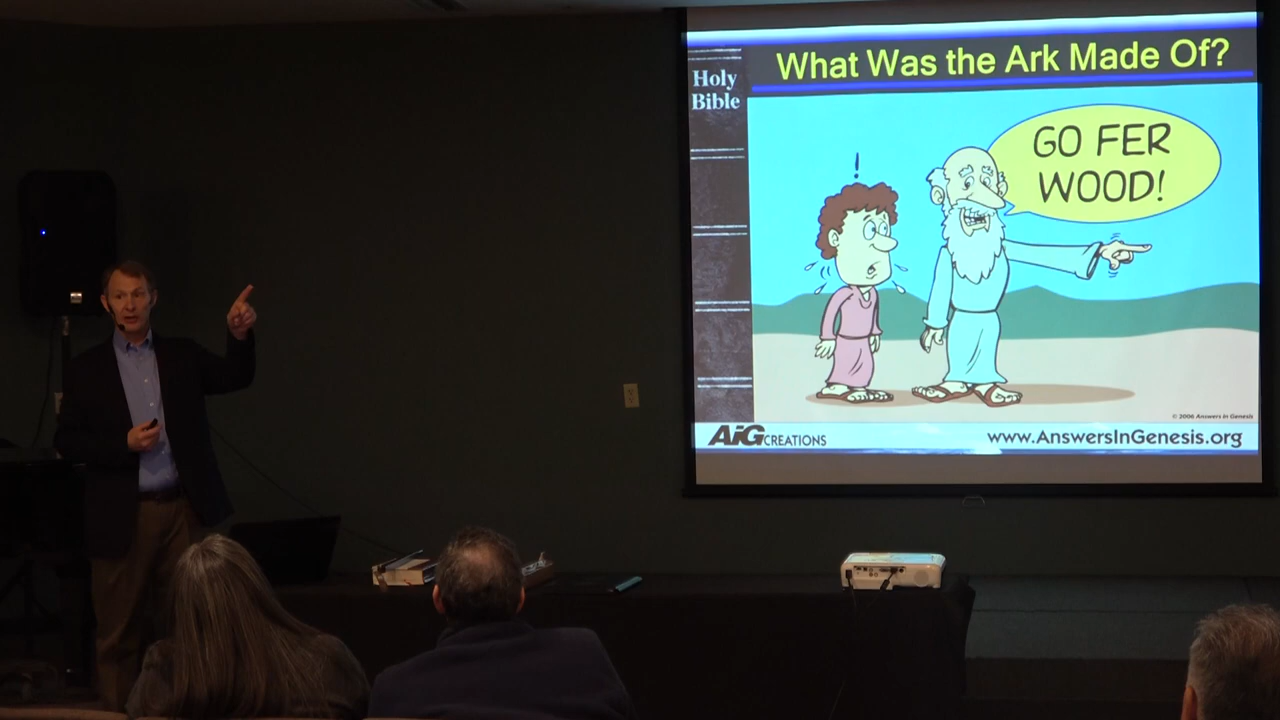 What Was the Ark Made Of?
Holy
Bible
GO FER
WOOD!
© 2006 Answers in Genesis
AiG CREATIONS
www.AnswersInGenesis.org